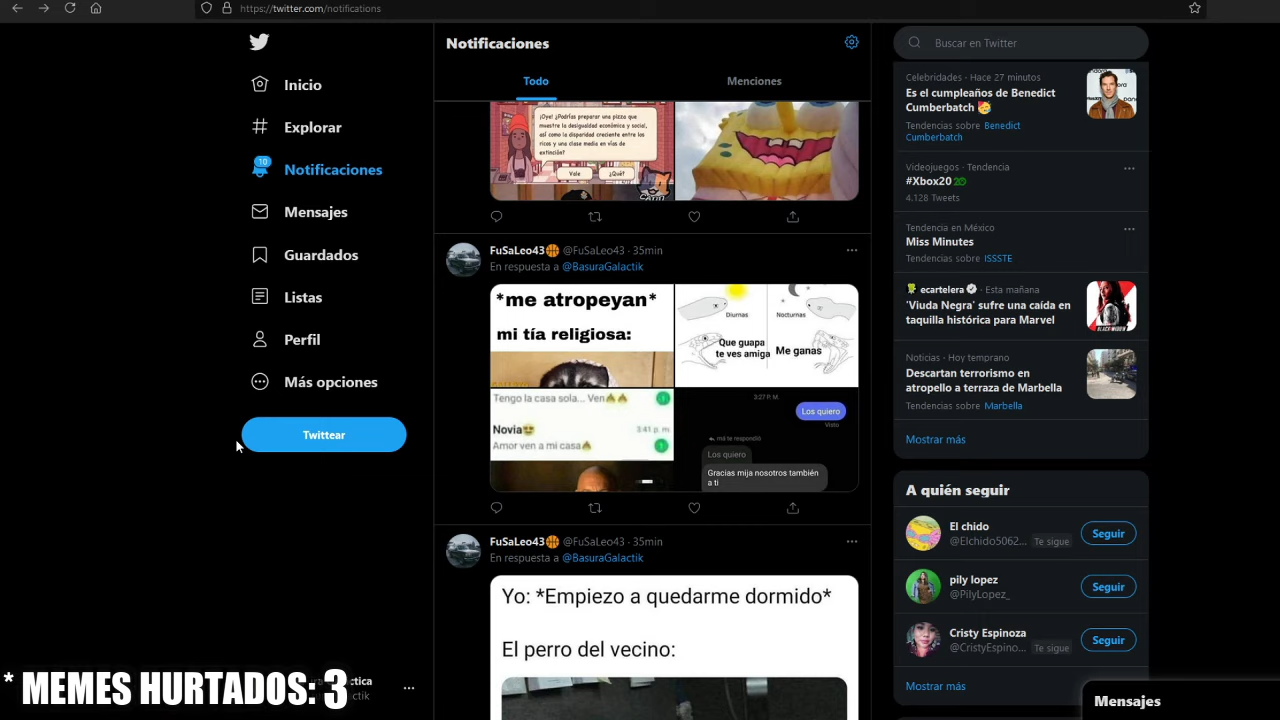 https://twitter.com/notifications
Inicio
Explorar
10
Notificaciones
Mensajes
Guardados
Listas
Perfil
Más opciones
Twittear
Notificaciones
Todo
Menciones
¡Oye! ¿Podrías preparar una pizza que
muestre la desigualdad económica y social,
así como la disparidad creciente entre los
ricos y una clase media en vías de
extinción?
Vale
¿Qué?
FuSaLeo43🏀 @FuSaLeo43 · 35min
En respuesta a @BasuraGalactik
*me atropeyan*
mi tía religiosa:
Diurnas
Nocturnas
Que guapa
te ves amiga
Me ganas
Tengo la casa sola... Ven
1
Novia
3:41 p. m.
Amor ven a mi casa
1
3:27 P. M.
Los quiero
Visto
má te respondió
Los quiero
Gracias mija nosotros también
a ti
FuSaLeo43🏀 @FuSaLeo43 · 35min
En respuesta a @BasuraGalactik
Yo: *Empiezo a quedarme dormido*
El perro del vecino:
Buscar en Twitter
Celebridades · Hace 27 minutos
Es el cumpleaños de Benedict
Cumberbatch 🥳
Tendencias sobre Benedict
Cumberbatch
Videojuegos · Tendencia
#Xbox20
4,128 Tweets
Tendencia en México
Miss Minutes
Tendencias sobre ISSSTE
ecartelera · Esta mañana
'Viuda Negra' sufre una caída en
taquilla histórica para Marvel
Noticias · Hoy temprano
Descartan terrorismo en
atropello a terraza de Marbella
Tendencias sobre Marbella
Mostrar más
A quién seguir
El chido
@Elchido5062... Te sigue
Seguir
pily lopez
@PilyLopez_
Seguir
Cristy Espinoza
@CristyEspino... Te sigue
Seguir
Mostrar más
Mensajes
* MEMES HURTADOS: 3